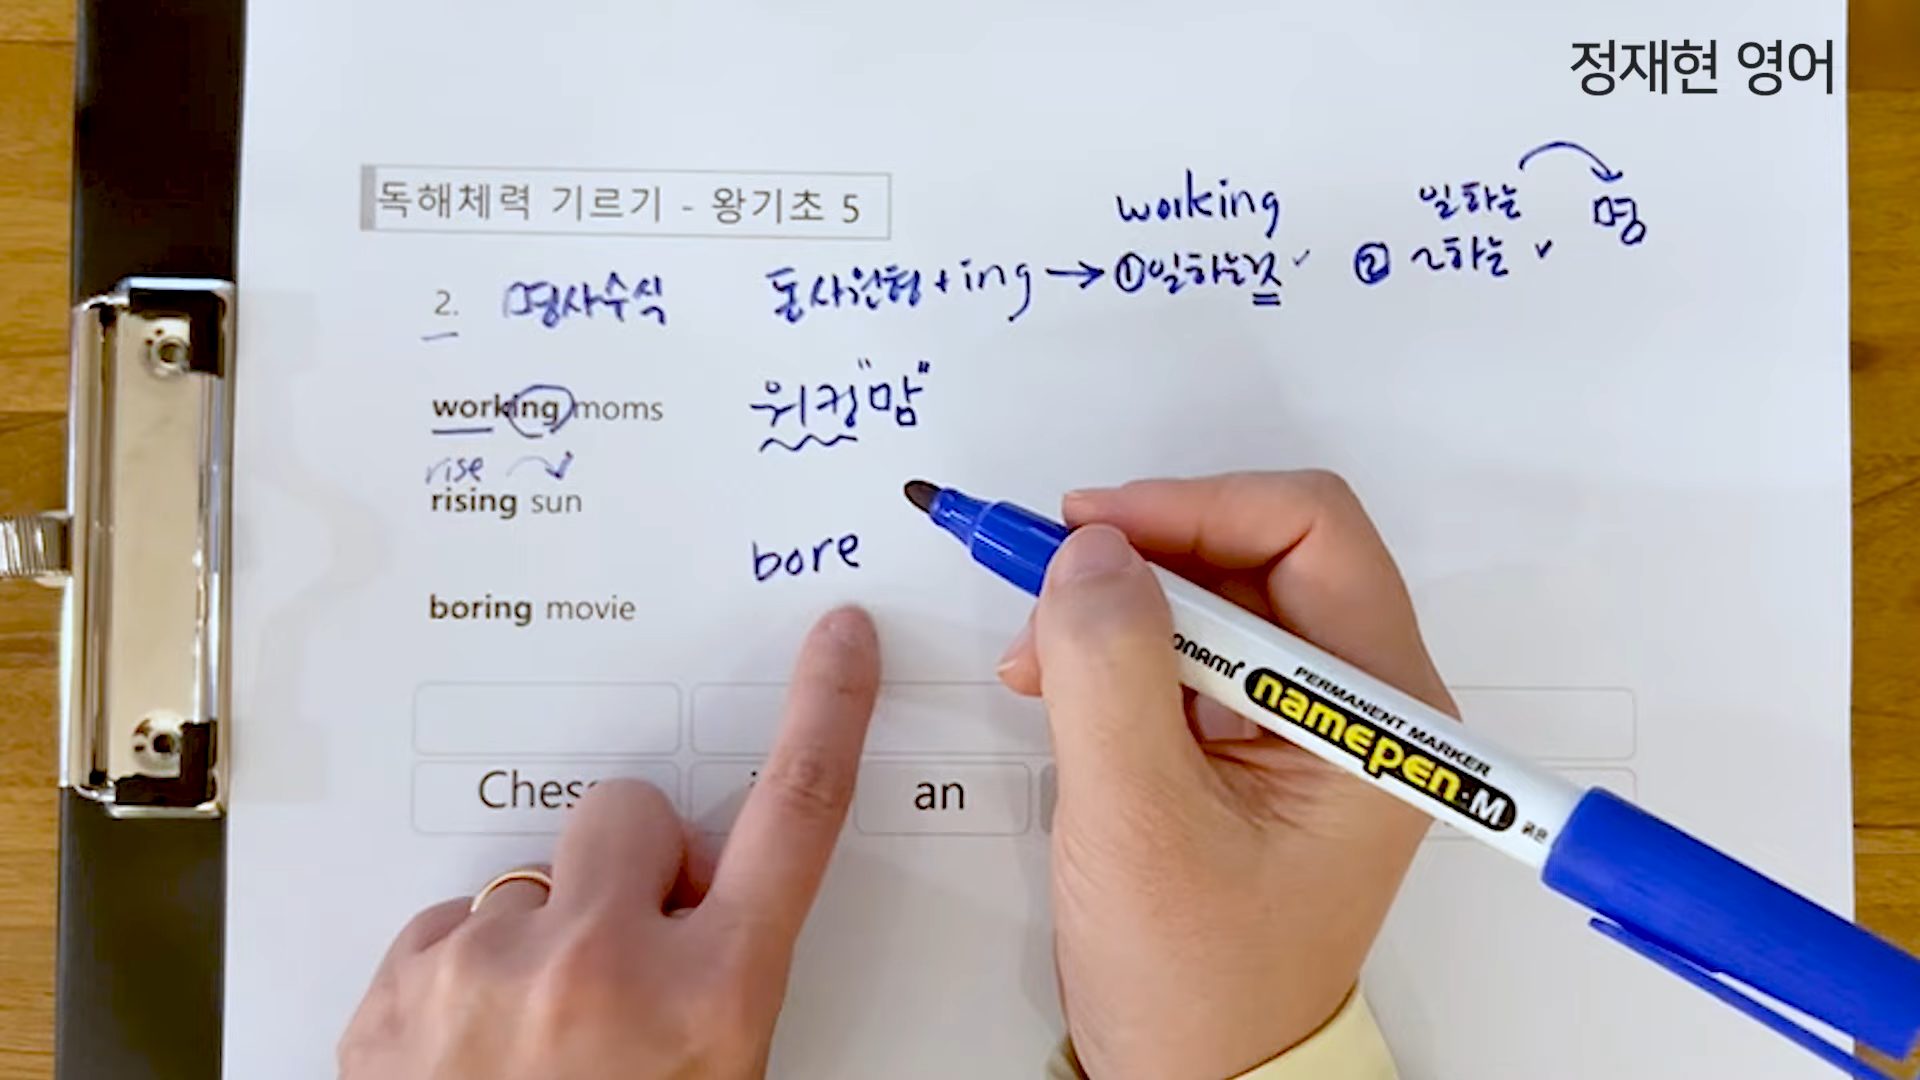 정재현 영어
독해체력 기르기 - 왕기초 5
working
일하는
명
2. 명사수식
동사원형 + ing → ①일하는것 ✓
② ~하는 ✓
working moms
워킹 "맘"
rise
rising sun
bore
boring movie
an
ONAMI
PERMANENT MARKER
namepen·M